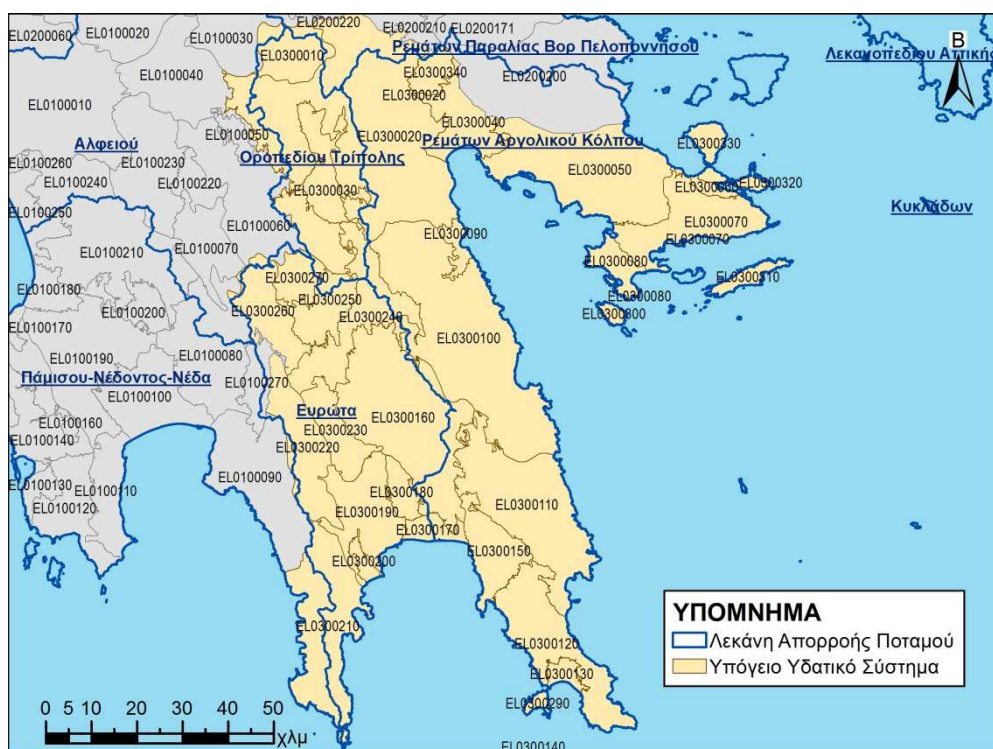 EL0200220
EL0200210
EL0200171
EL0200060
EL0100020
EL0100030
EL0300010
Ρεμάτων Παραλίας Βορ Πελοποννήσου
Λεκανοπεδίου Αττικής
Β
EL0100040
EL0300340
EL0200200
EL0100010
EL0300020
EL0300040
EL0100050
EL0300020
Ρεμάτων Αργολικού Κόλπου
EL0300330
Αλφειού
EL0100260
EL0100230
Οροπεδίου Τρίπολης
EL0300050
EL0100240
EL0100220
EL0300030
EL0300320
Κυκλάδων
EL0100250
EL0100060
EL0300070
EL0300090
EL0300070
EL0100210
EL0100070
EL0300080
EL0300270
EL0300310
EL0100180
EL0300250
EL0300080
EL0300260
EL0100200
EL0300240
EL0300300
EL0100170
EL0300100
EL0100190
EL0100080
Πάμισου-Νέδοντος-Νέδα
EL0100270
EL0100100
Ευρώτα
EL0300160
EL0100160
EL0300230
EL0100140
EL0300220
EL0100090
EL0100130
EL0100110
EL0300180
EL0100120
EL0300190
EL0300110
EL0300170
EL0300150
EL0300200
EL0300210
EL0300120
EL0300130
EL0300290
EL0300140
ΥΠΟΜΝΗΜΑ
Λεκάνη Απορροής Ποταμού
Υπόγειο Υδατικό Σύστημα
0 5 10 20 30 40 50
χλμ